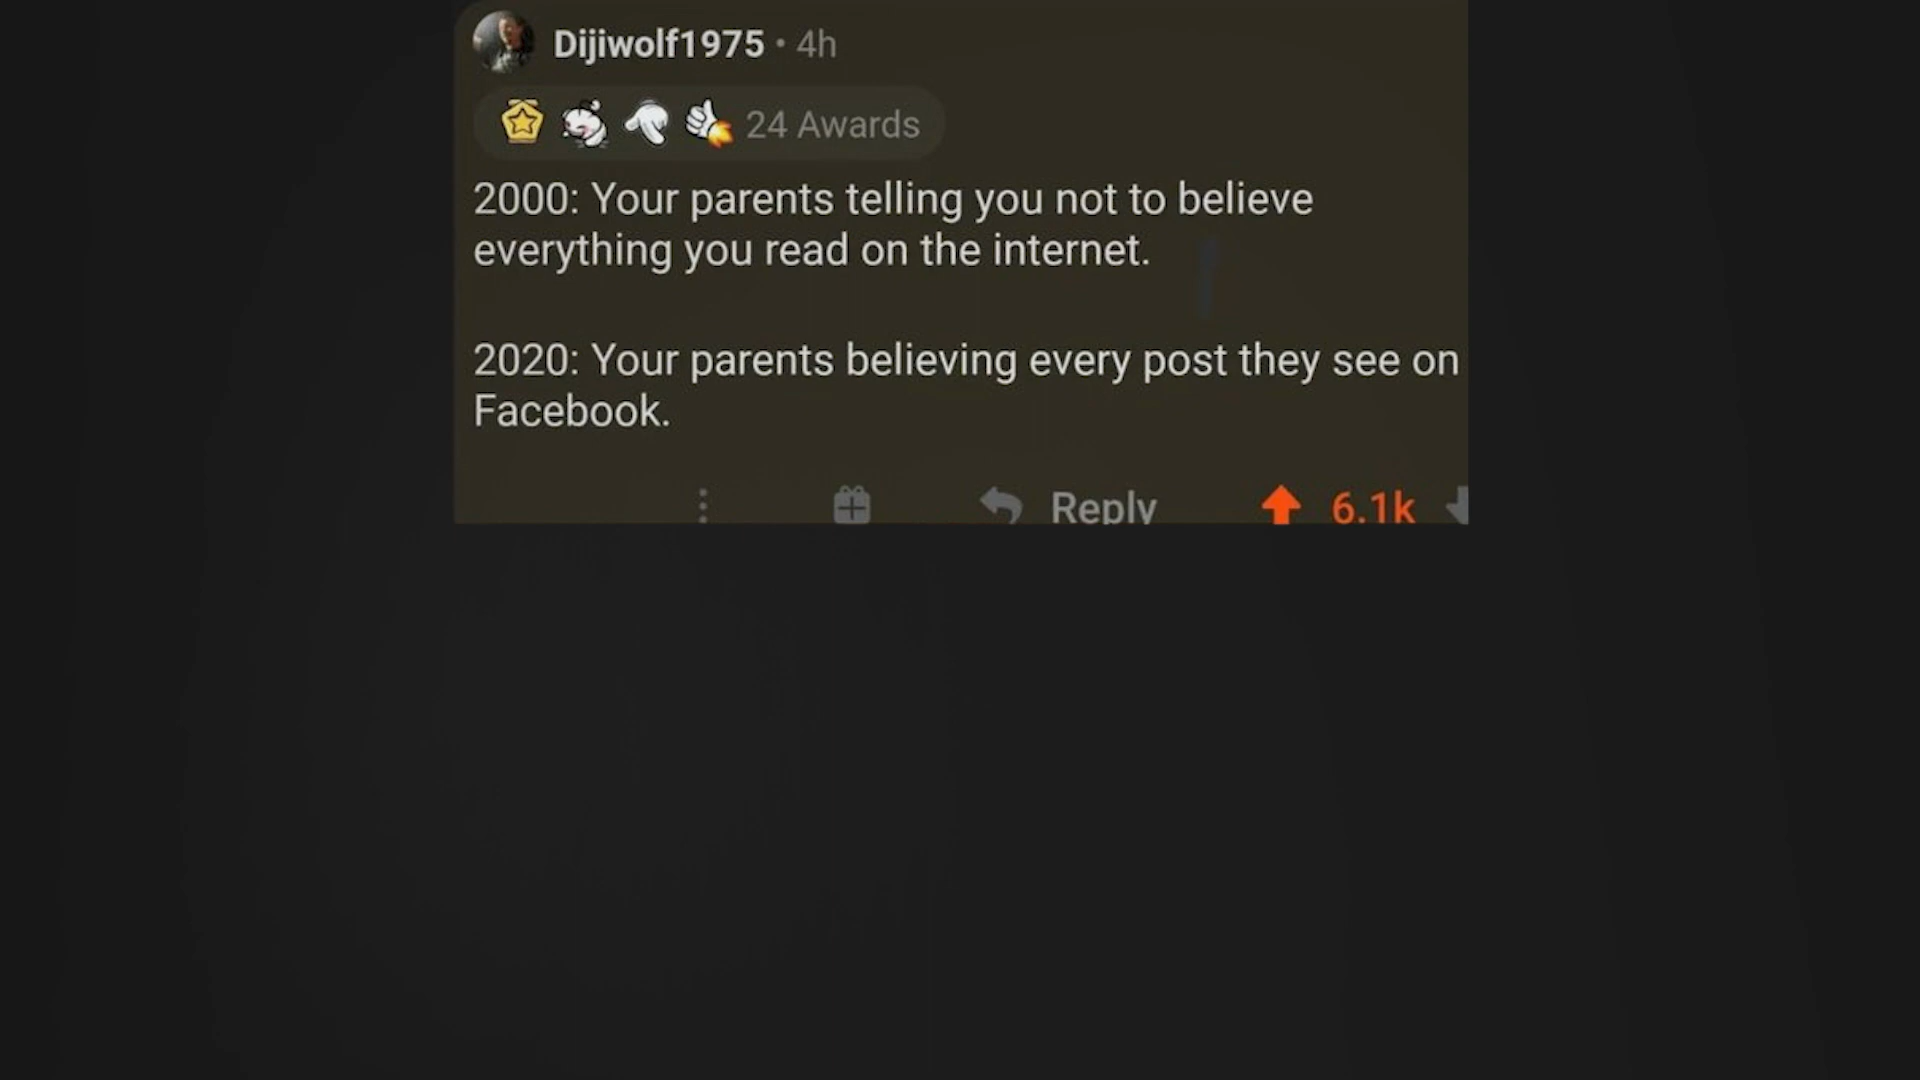 Dijiwolf1975 • 4h
24 Awards
2000: Your parents telling you not to believe
everything you read on the internet.
2020: Your parents believing every post they see on
Facebook.
Reply 6.1k